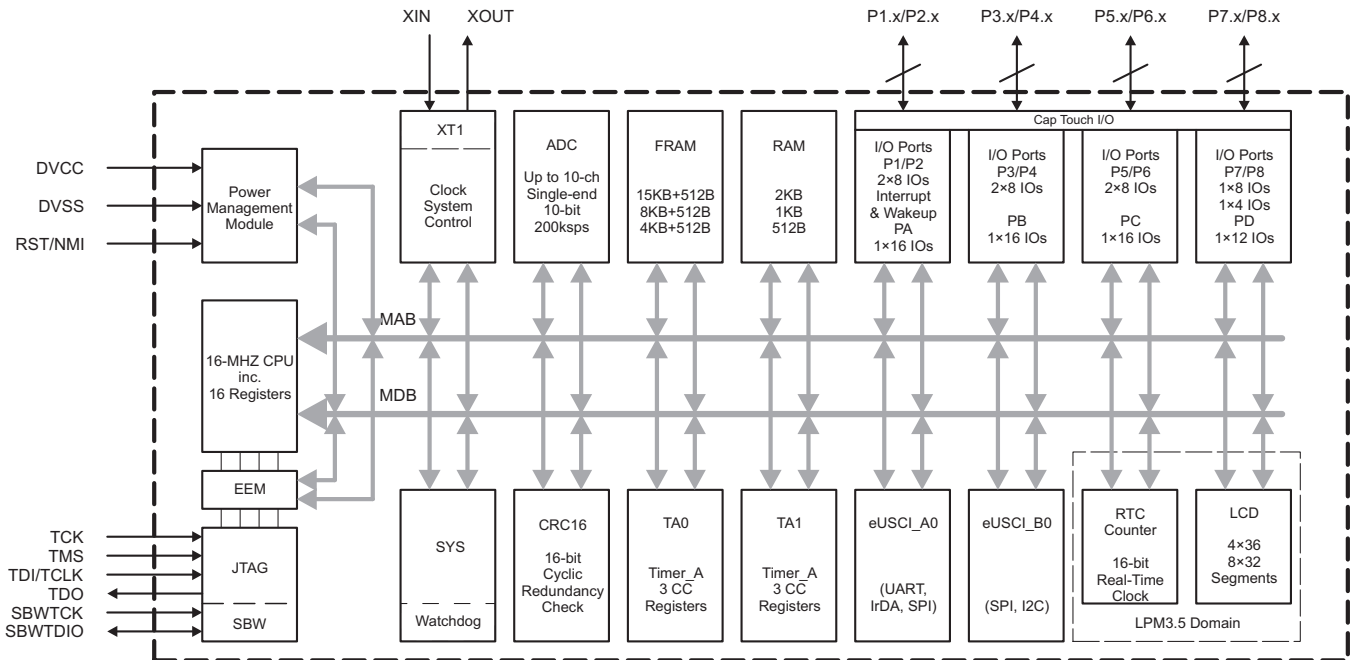 XIN
XOUT
P1.x/P2.x
P3.x/P4.x
P5.x/P6.x
P7.x/P8.x
DVCC
DVSS
RST/NMI
Power
Management
Module
XT1
Clock
System
Control
ADC
Up to 10-ch
Single-end
10-bit
200ksps
FRAM
15KB+512B
8KB+512B
4KB+512B
RAM
2KB
1KB
512B
Cap Touch I/O
I/O Ports
P1/P2
2×8 IOs
Interrupt
& Wakeup
PA
1×16 IOs
I/O Ports
P3/P4
2×8 IOs
PB
1×16 IOs
I/O Ports
P5/P6
2×8 IOs
PC
1×16 IOs
I/O Ports
P7/P8
1×8 IOs
1×4 IOs
PD
1×12 IOs
MAB
MDB
16-MHZ CPU
inc.
16 Registers
EEM
TCK
TMS
TDI/TCLK
TDO
SBWTCK
SBWTDIO
JTAG
SBW
SYS
Watchdog
CRC16
16-bit
Cyclic
Redundancy
Check
TA0
Timer_A
3 CC
Registers
TA1
Timer_A
3 CC
Registers
eUSCI_A0
(UART,
IrDA, SPI)
eUSCI_B0
(SPI, I2C)
RTC
Counter
16-bit
Real-Time
Clock
LCD
4×36
8×32
Segments
LPM3.5 Domain